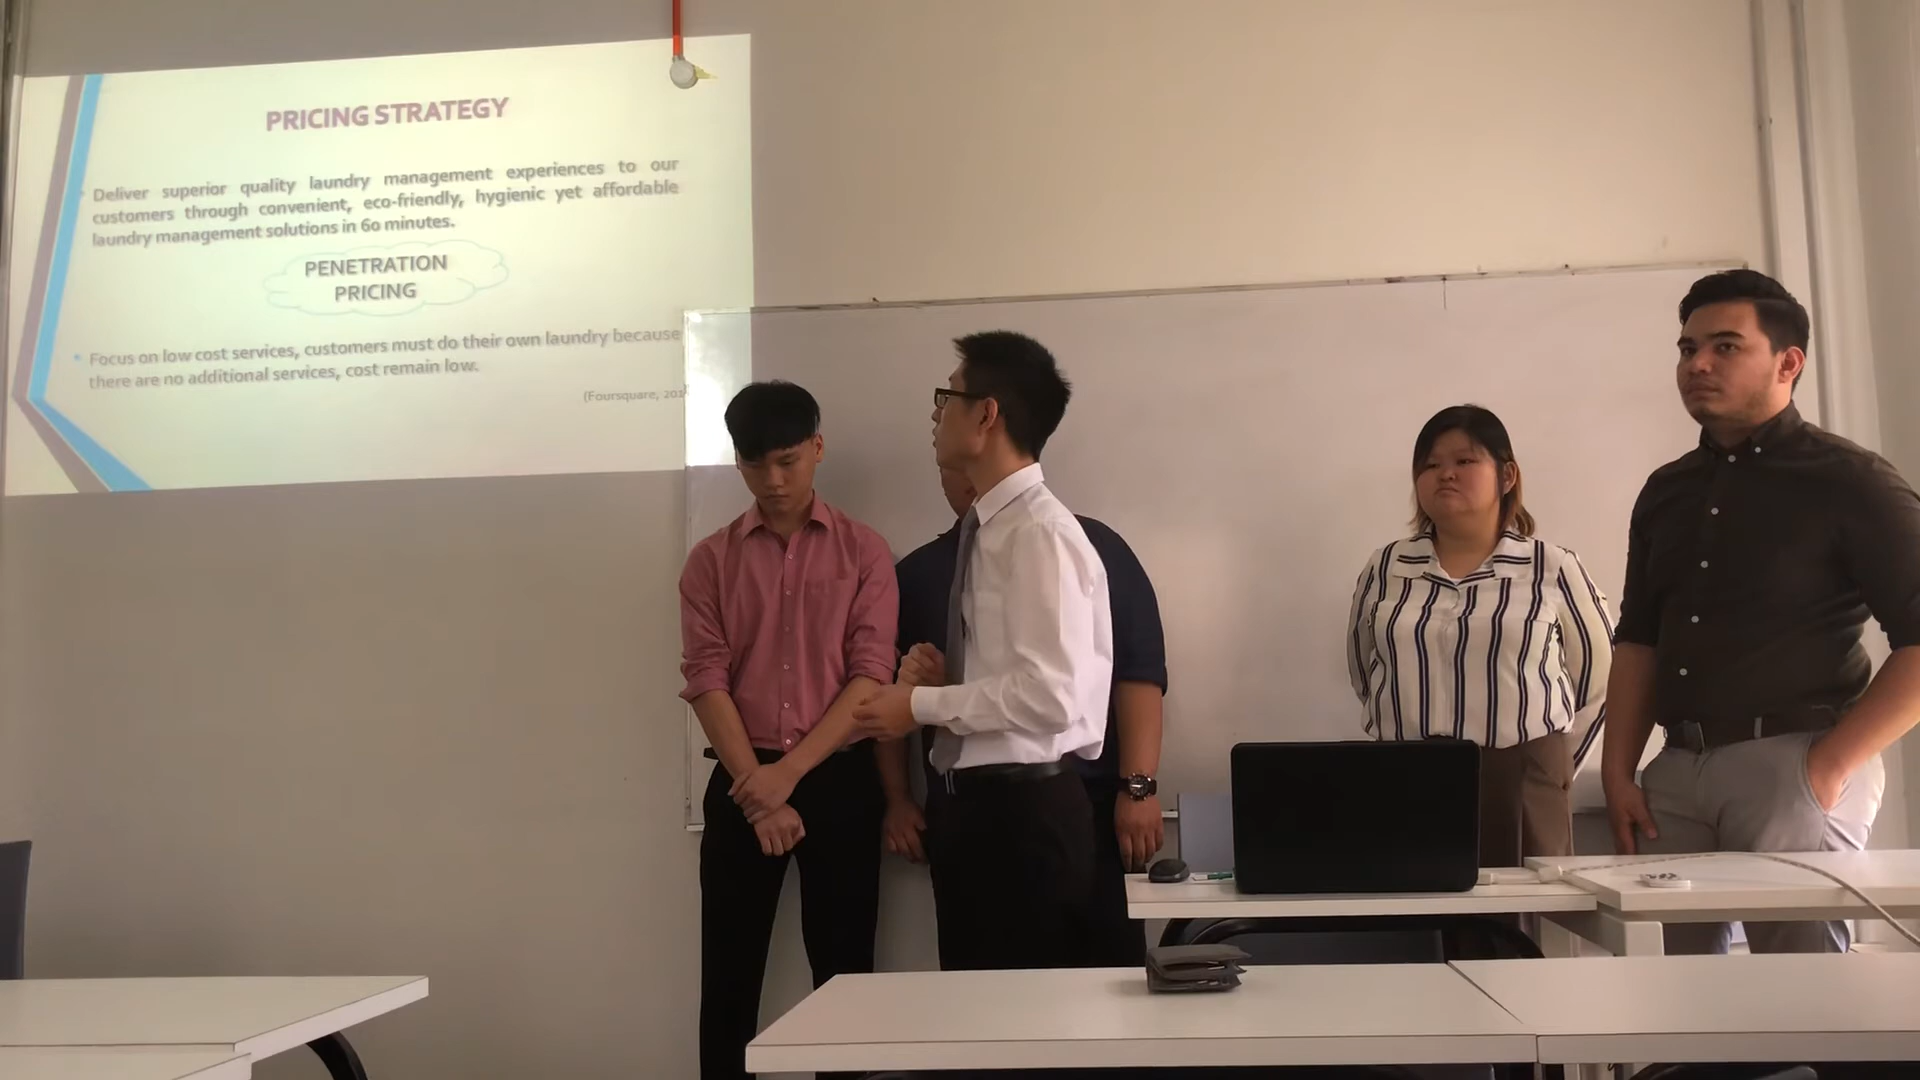 PRICING STRATEGY
Deliver superior quality laundry management experiences to our
customers through convenient, eco-friendly, hygienic yet affordable
laundry management solutions in 60 minutes.
PENETRATION
PRICING
Focus on low cost services, customers must do their own laundry because
there are no additional services, cost remain low.
(Foursquare, 201